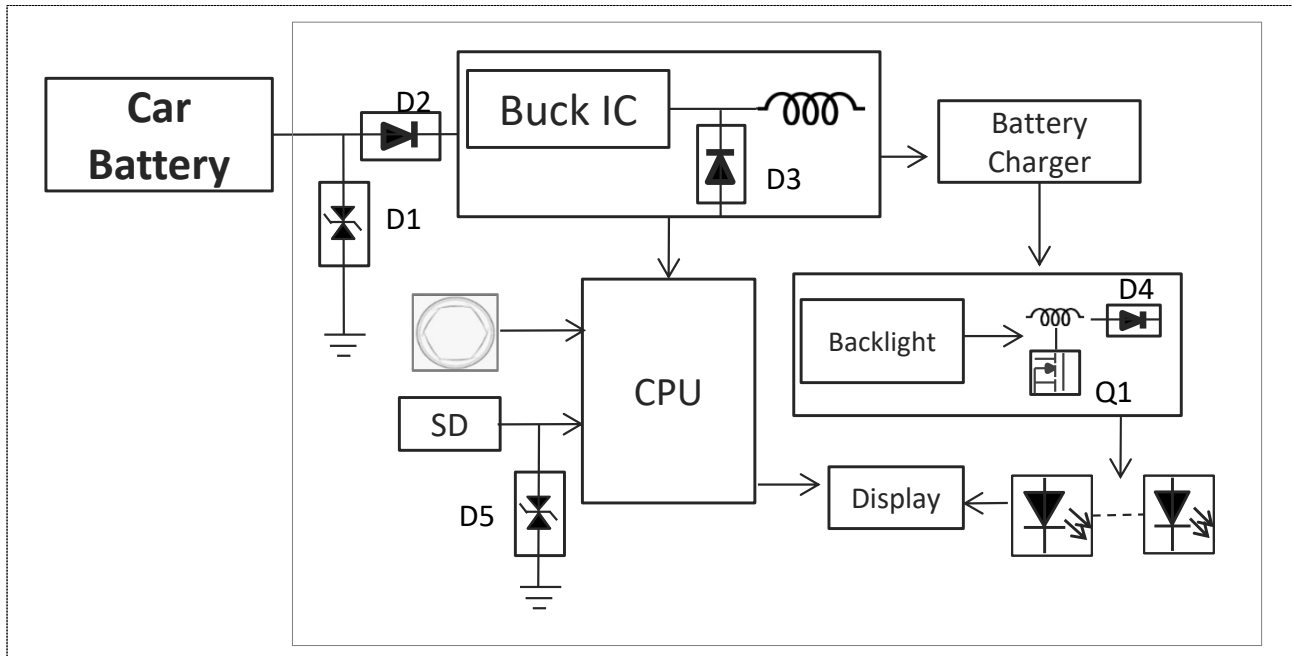 Car
Battery
D2
Buck IC
D3
Battery
Charger
D1
D4
Backlight
Q1
CPU
SD
D5
Display